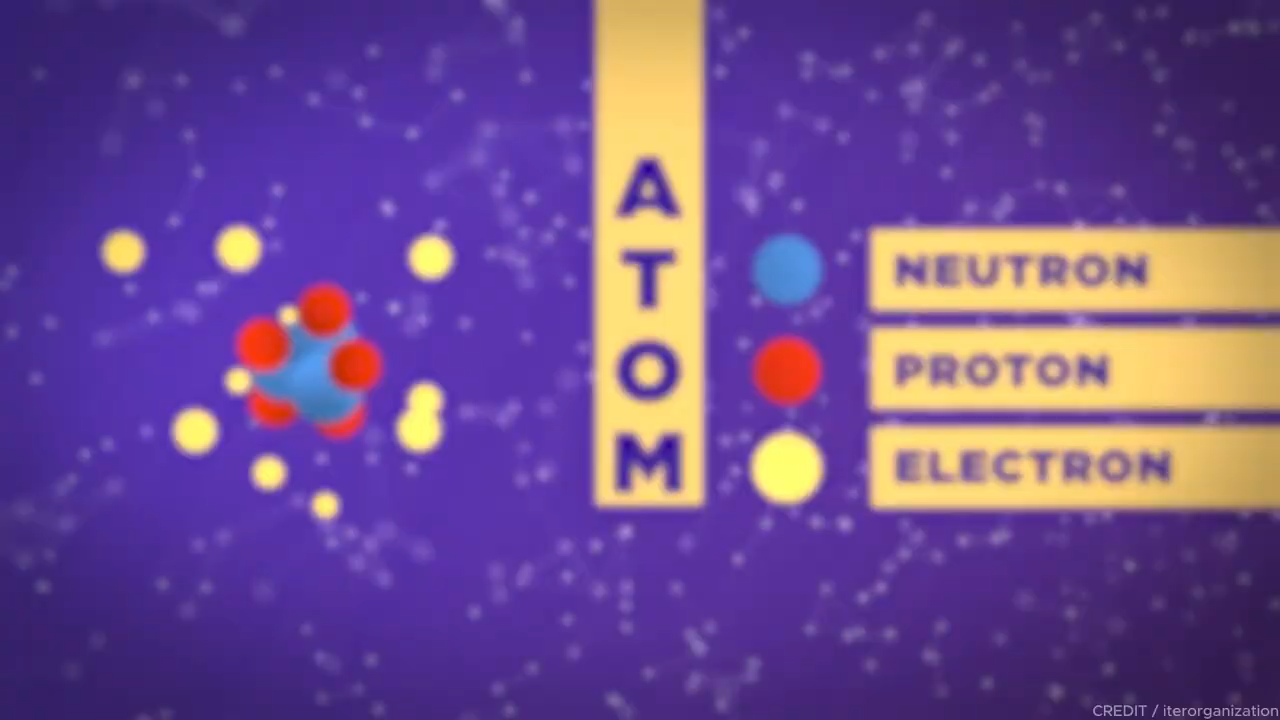 ATOM
NEUTRON
PROTON
ELECTRON
CREDIT / iterorganization